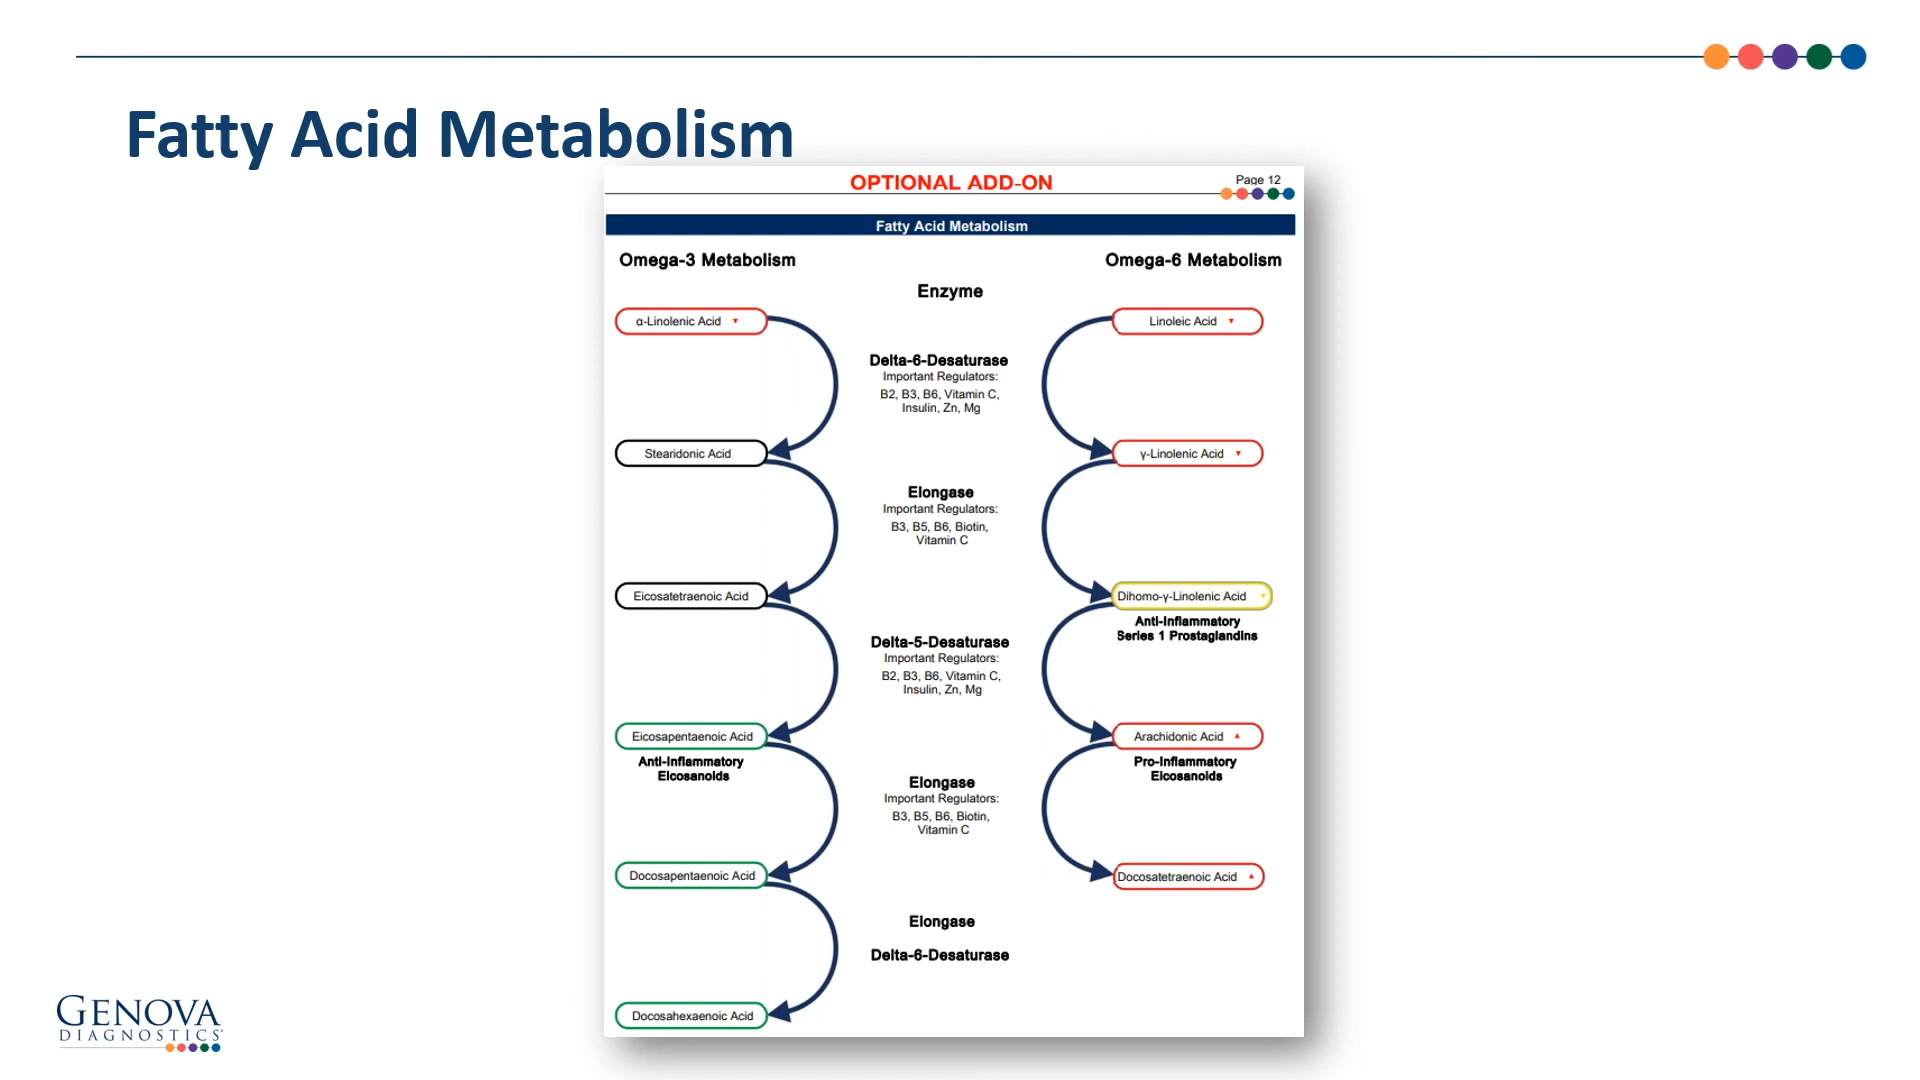 Fatty Acid Metabolism
OPTIONAL ADD-ON
Page 12
Fatty Acid Metabolism
Omega-3 Metabolism
Omega-6 Metabolism
Enzyme
α-Linolenic Acid
Linoleic Acid
Delta-6-Desaturase
Important Regulators:
B2, B3, B6, Vitamin C,
Insulin, Zn, Mg
Stearidonic Acid
γ-Linolenic Acid
Elongase
Important Regulators:
B3, B5, B6, Biotin,
Vitamin C
Eicosatetraenoic Acid
Dihomo-γ-Linolenic Acid
Anti-Inflammatory
Series 1 Prostaglandins
Delta-5-Desaturase
Important Regulators:
B2, B3, B6, Vitamin C,
Insulin, Zn, Mg
Eicosapentaenoic Acid
Anti-Inflammatory
Eicosanoids
Arachidonic Acid
Pro-Inflammatory
Eicosanoids
Elongase
Important Regulators:
B3, B5, B6, Biotin,
Vitamin C
Docosapentaenoic Acid
Docosatetraenoic Acid
Elongase
Delta-6-Desaturase
Docosahexaenoic Acid
GENOVA
DIAGNOSTICS